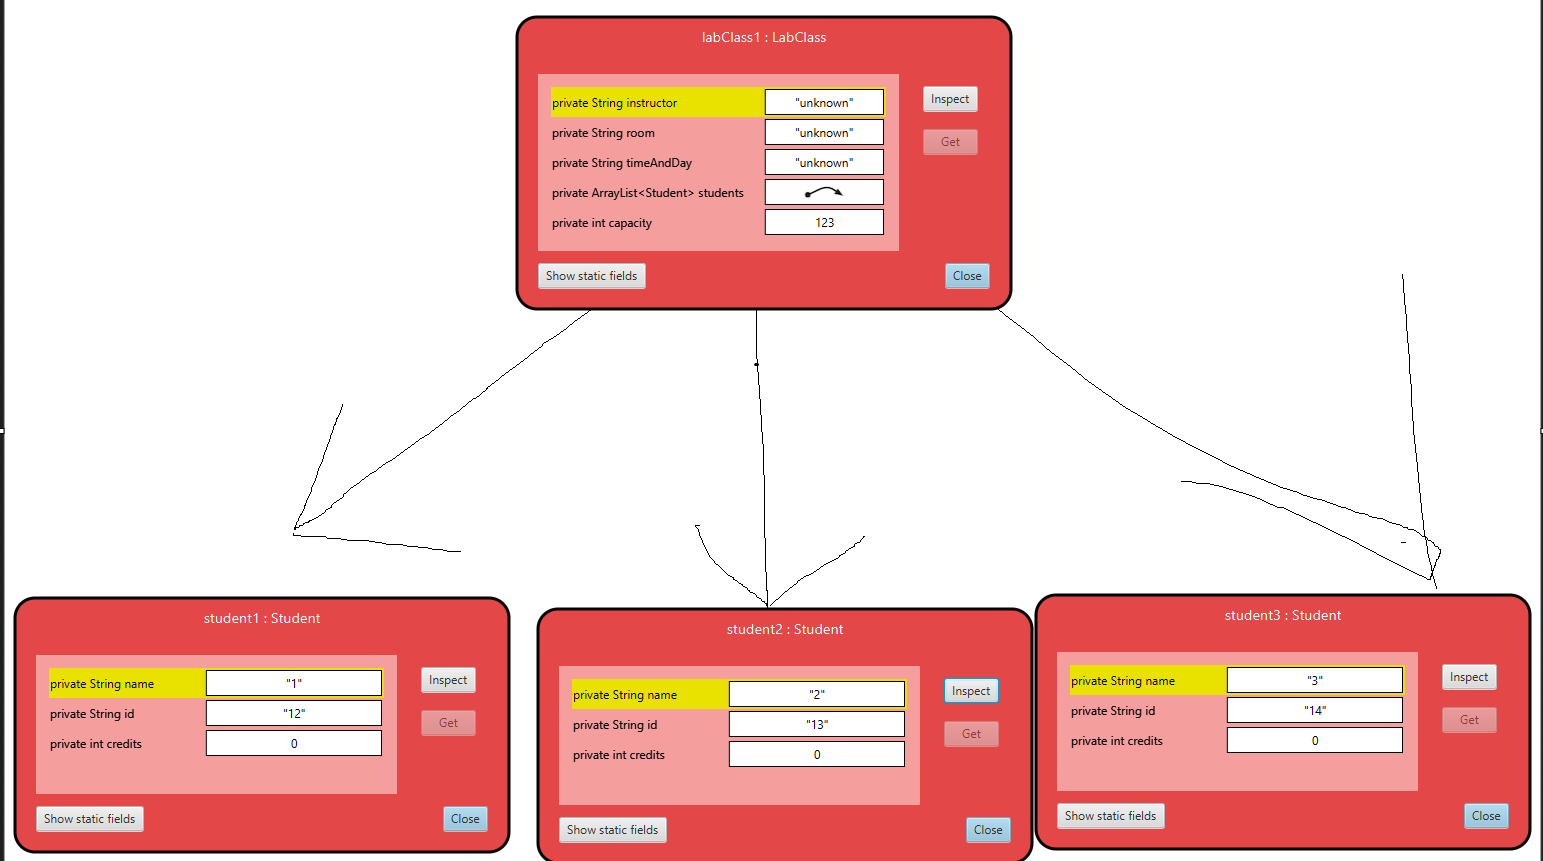 labClass1 : LabClass
private String instructor "unknown" Inspect
private String room "unknown" Get
private String timeAndDay "unknown"
private ArrayList<Student> students
private int capacity 123
Show static fields Close
student1 : Student
private String name "1" Inspect
private String id "12" Get
private int credits 0
Show static fields Close
student2 : Student
private String name "2" Inspect
private String id "13" Get
private int credits 0
Show static fields Close
student3 : Student
private String name "3" Inspect
private String id "14" Get
private int credits 0
Show static fields Close